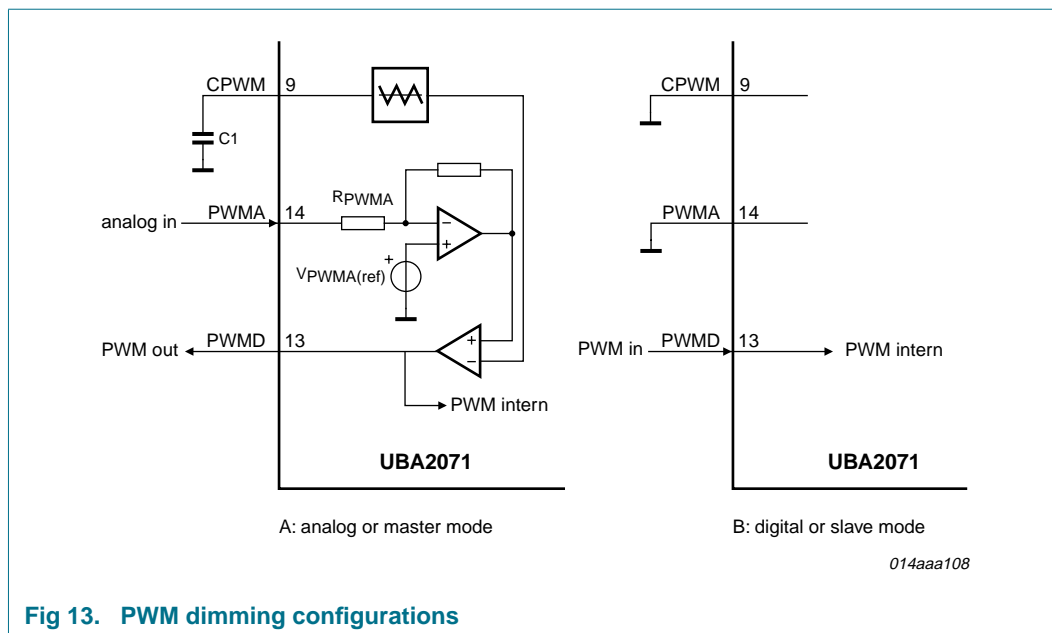 CPWM 9
C1
RPWMA
analog in PWMA 14
−
+
+
VPWMA(ref)
PWM out PWMD 13
+
−
PWM intern
UBA2071
A: analog or master mode
CPWM 9
PWMA 14
PWM in PWMD 13 PWM intern
UBA2071
B: digital or slave mode
014aaa108
Fig 13. PWM dimming configurations